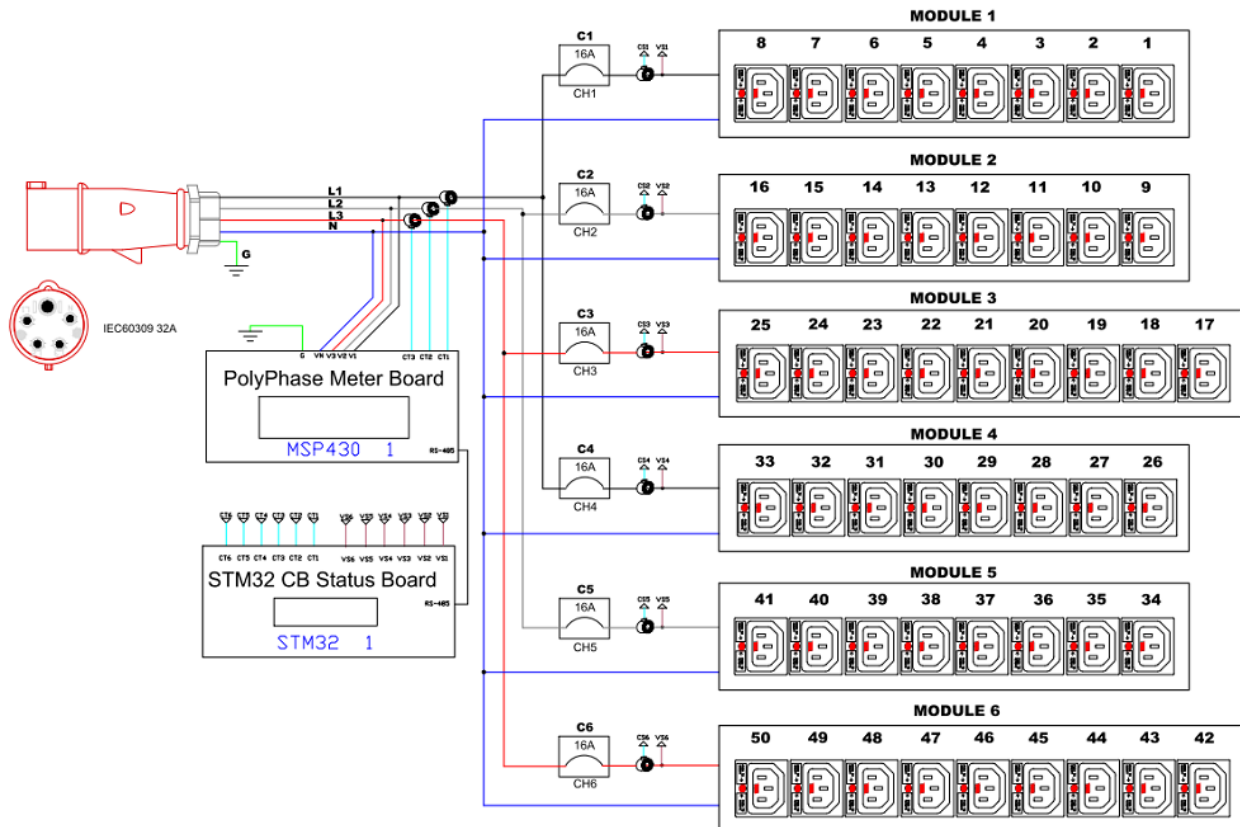 MODULE 1
8 7 6 5 4 3 2 1
C1
16A
CH1
CS1 VS1
MODULE 2
16 15 14 13 12 11 10 9
C2
16A
CH2
CS2 VS2
L1
L2
L3
N
G
IEC60309 32A
MODULE 3
25 24 23 22 21 20 19 18 17
C3
16A
CH3
CS3 VS3
G VN V3 V2 V1 CT3 CT2 CT1
PolyPhase Meter Board
MSP430 1
RS-485
MODULE 4
33 32 31 30 29 28 27 26
C4
16A
CH4
CS4 VS4
CT6 CT5 CT4 CT3 CT2 CT1 VS6 VS5 VS4 VS3 VS2 VS1
CT6 CT5 CT4 CT3 CT2 CT1 VS6 VS5 VS4 VS3 VS2 VS1
STM32 CB Status Board
RS-485
STM32 1
MODULE 5
41 40 39 38 37 36 35 34
C5
16A
CH5
CS5 VS5
MODULE 6
50 49 48 47 46 45 44 43 42
C6
16A
CH6
CS6 VS6